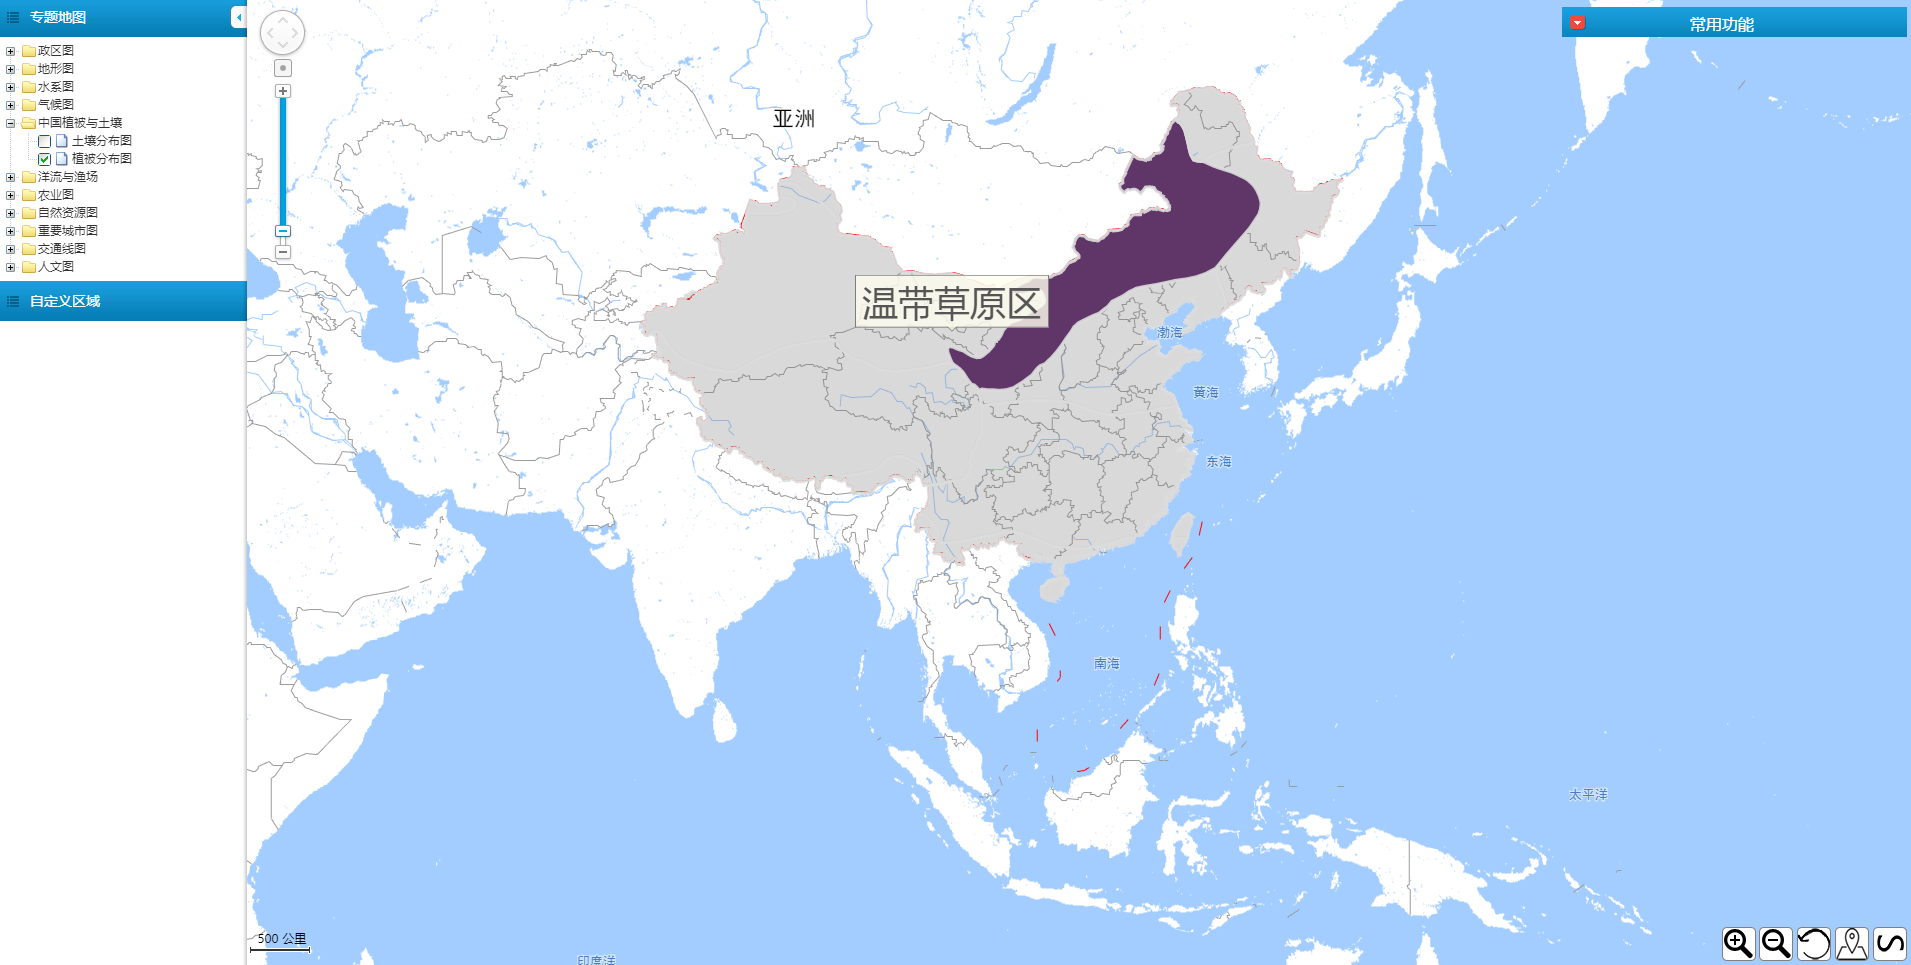 专题地图
政区图
地形图
水系图
气候图
中国植被与土壤
土壤分布图
植被分布图
洋流与渔场
农业图
自然资源图
重要城市图
交通线图
人文图
自定义区域
常用功能
亚洲
温带草原区
渤海
黄海
东海
南海
太平洋
500 公里
印度洋